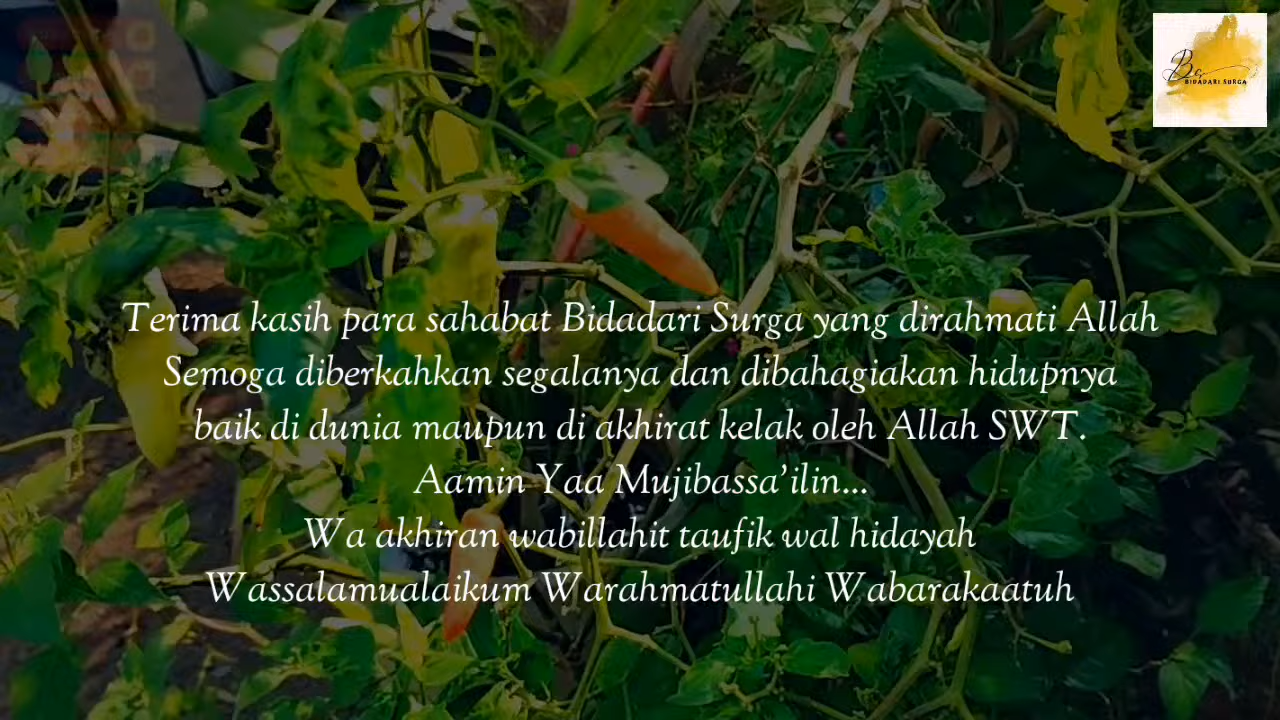 Bs
BIDADARI SURGA
Terima kasih para sahabat Bidadari Surga yang dirahmati Allah
Semoga diberkahkan segalanya dan dibahagiakan hidupnya
baik di dunia maupun di akhirat kelak oleh Allah SWT.
Aamin Yaa Mujibassa'ilin...
Wa akhiran wabillahit taufik wal hidayah
Wassalamualaikum Warahmatullahi Wabarakaatuh